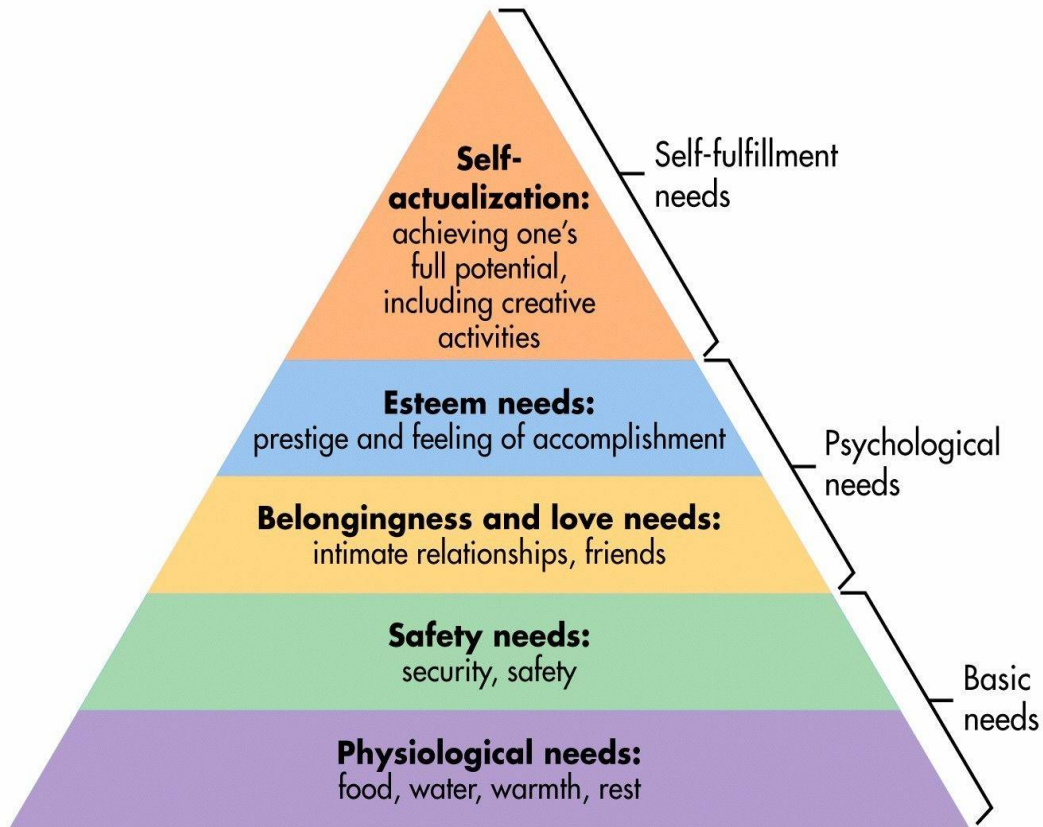 Self-
actualization:
achieving one's
full potential,
including creative
activities
Self-fulfillment
needs
Esteem needs:
prestige and feeling of accomplishment
Belongingness and love needs:
intimate relationships, friends
Psychological
needs
Safety needs:
security, safety
Physiological needs:
food, water, warmth, rest
Basic
needs